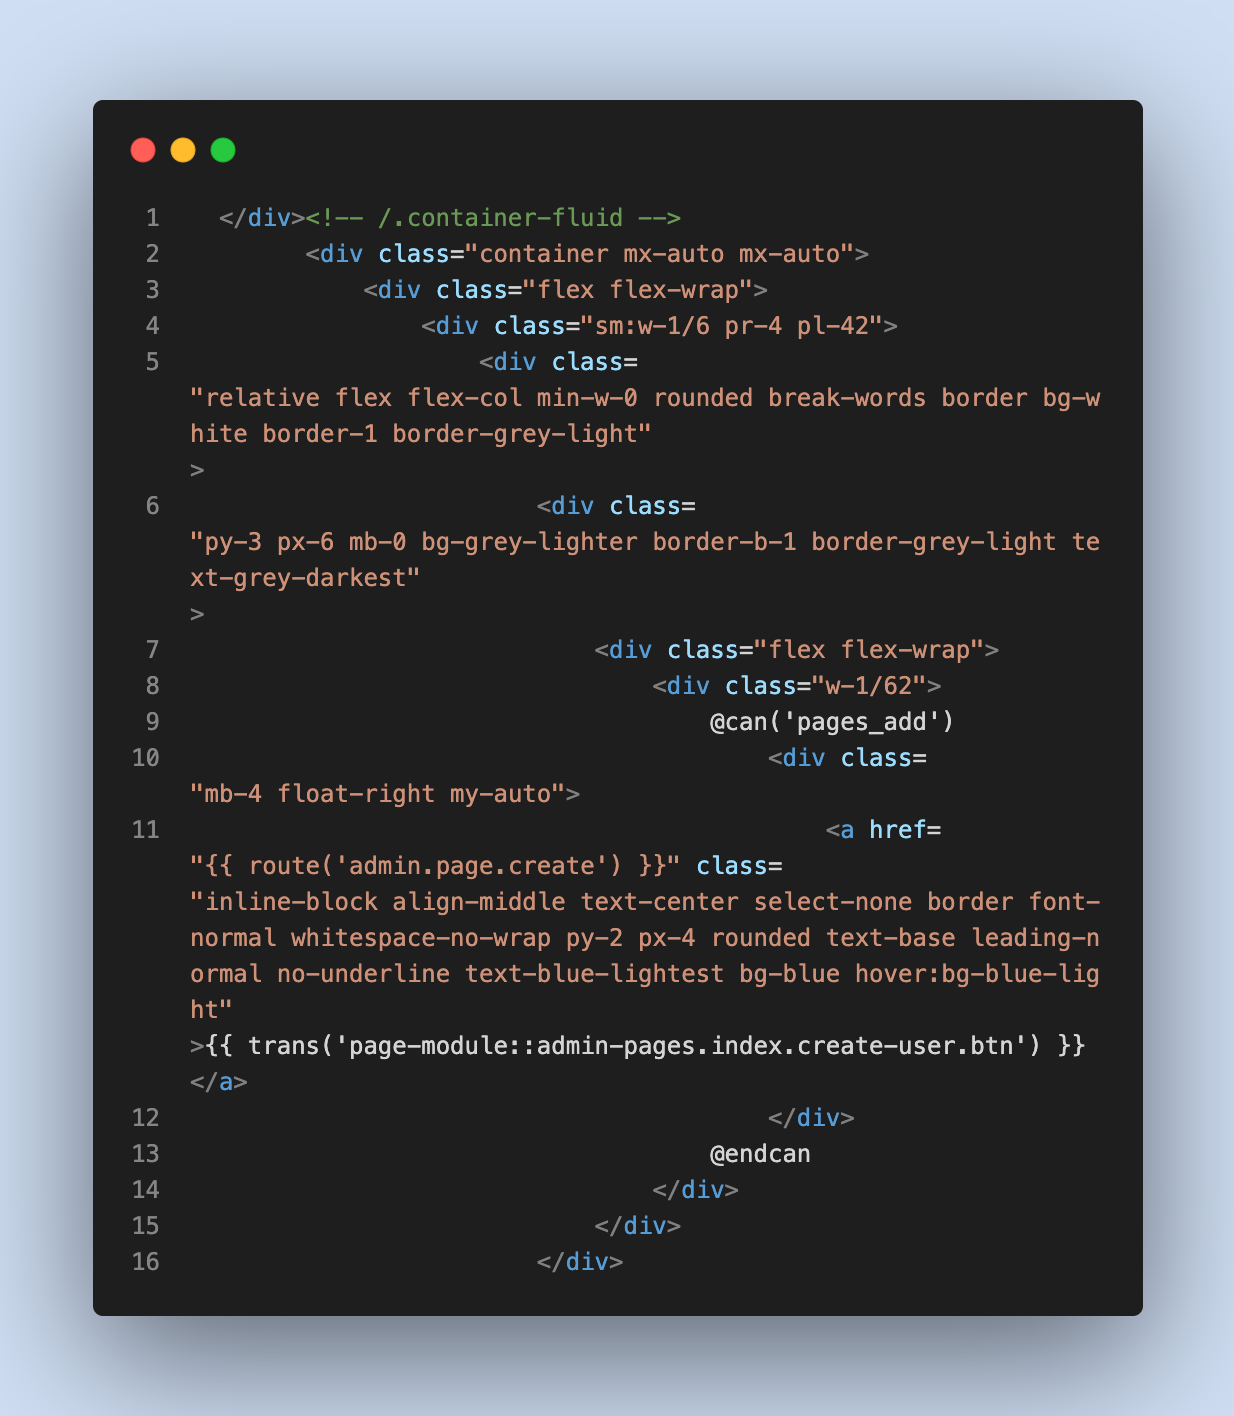 1    </div><!-- /.container-fluid -->
2          <div class="container mx-auto mx-auto">
3              <div class="flex flex-wrap">
4                  <div class="sm:w-1/6 pr-4 pl-42">
5                      <div class=
"relative flex flex-col min-w-0 rounded break-words border bg-w
hite border-1 border-grey-light"
>
6                          <div class=
"py-3 px-6 mb-0 bg-grey-lighter border-b-1 border-grey-light te
xt-grey-darkest"
>
7                              <div class="flex flex-wrap">
8                                  <div class="w-1/62">
9                                      @can('pages_add')
10                                         <div class=
"mb-4 float-right my-auto">
11                                             <a href=
"{{ route('admin.page.create') }}" class=
"inline-block align-middle text-center select-none border font-
normal whitespace-no-wrap py-2 px-4 rounded text-base leading-n
ormal no-underline text-blue-lightest bg-blue hover:bg-blue-lig
ht"
>{{ trans('page-module::admin-pages.index.create-user.btn') }}
</a>
12                                         </div>
13                                     @endcan
14                                 </div>
15                             </div>
16                         </div>